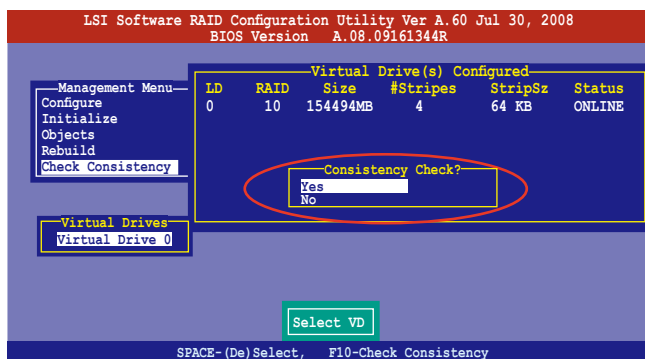 LSI Software RAID Configuration Utility Ver A.60 Jul 30, 2008
BIOS Version A.08.09161344R
Virtual Drive(s) Configured
LD RAID Size #Stripes StripSz Status
0 10 154494MB 4 64 KB ONLINE
Management Menu
Configure
Initialize
Objects
Rebuild
Check Consistency
Consistency Check?
Yes
No
Virtual Drives
Virtual Drive 0
Select VD
SPACE-(De)Select, F10-Check Consistency